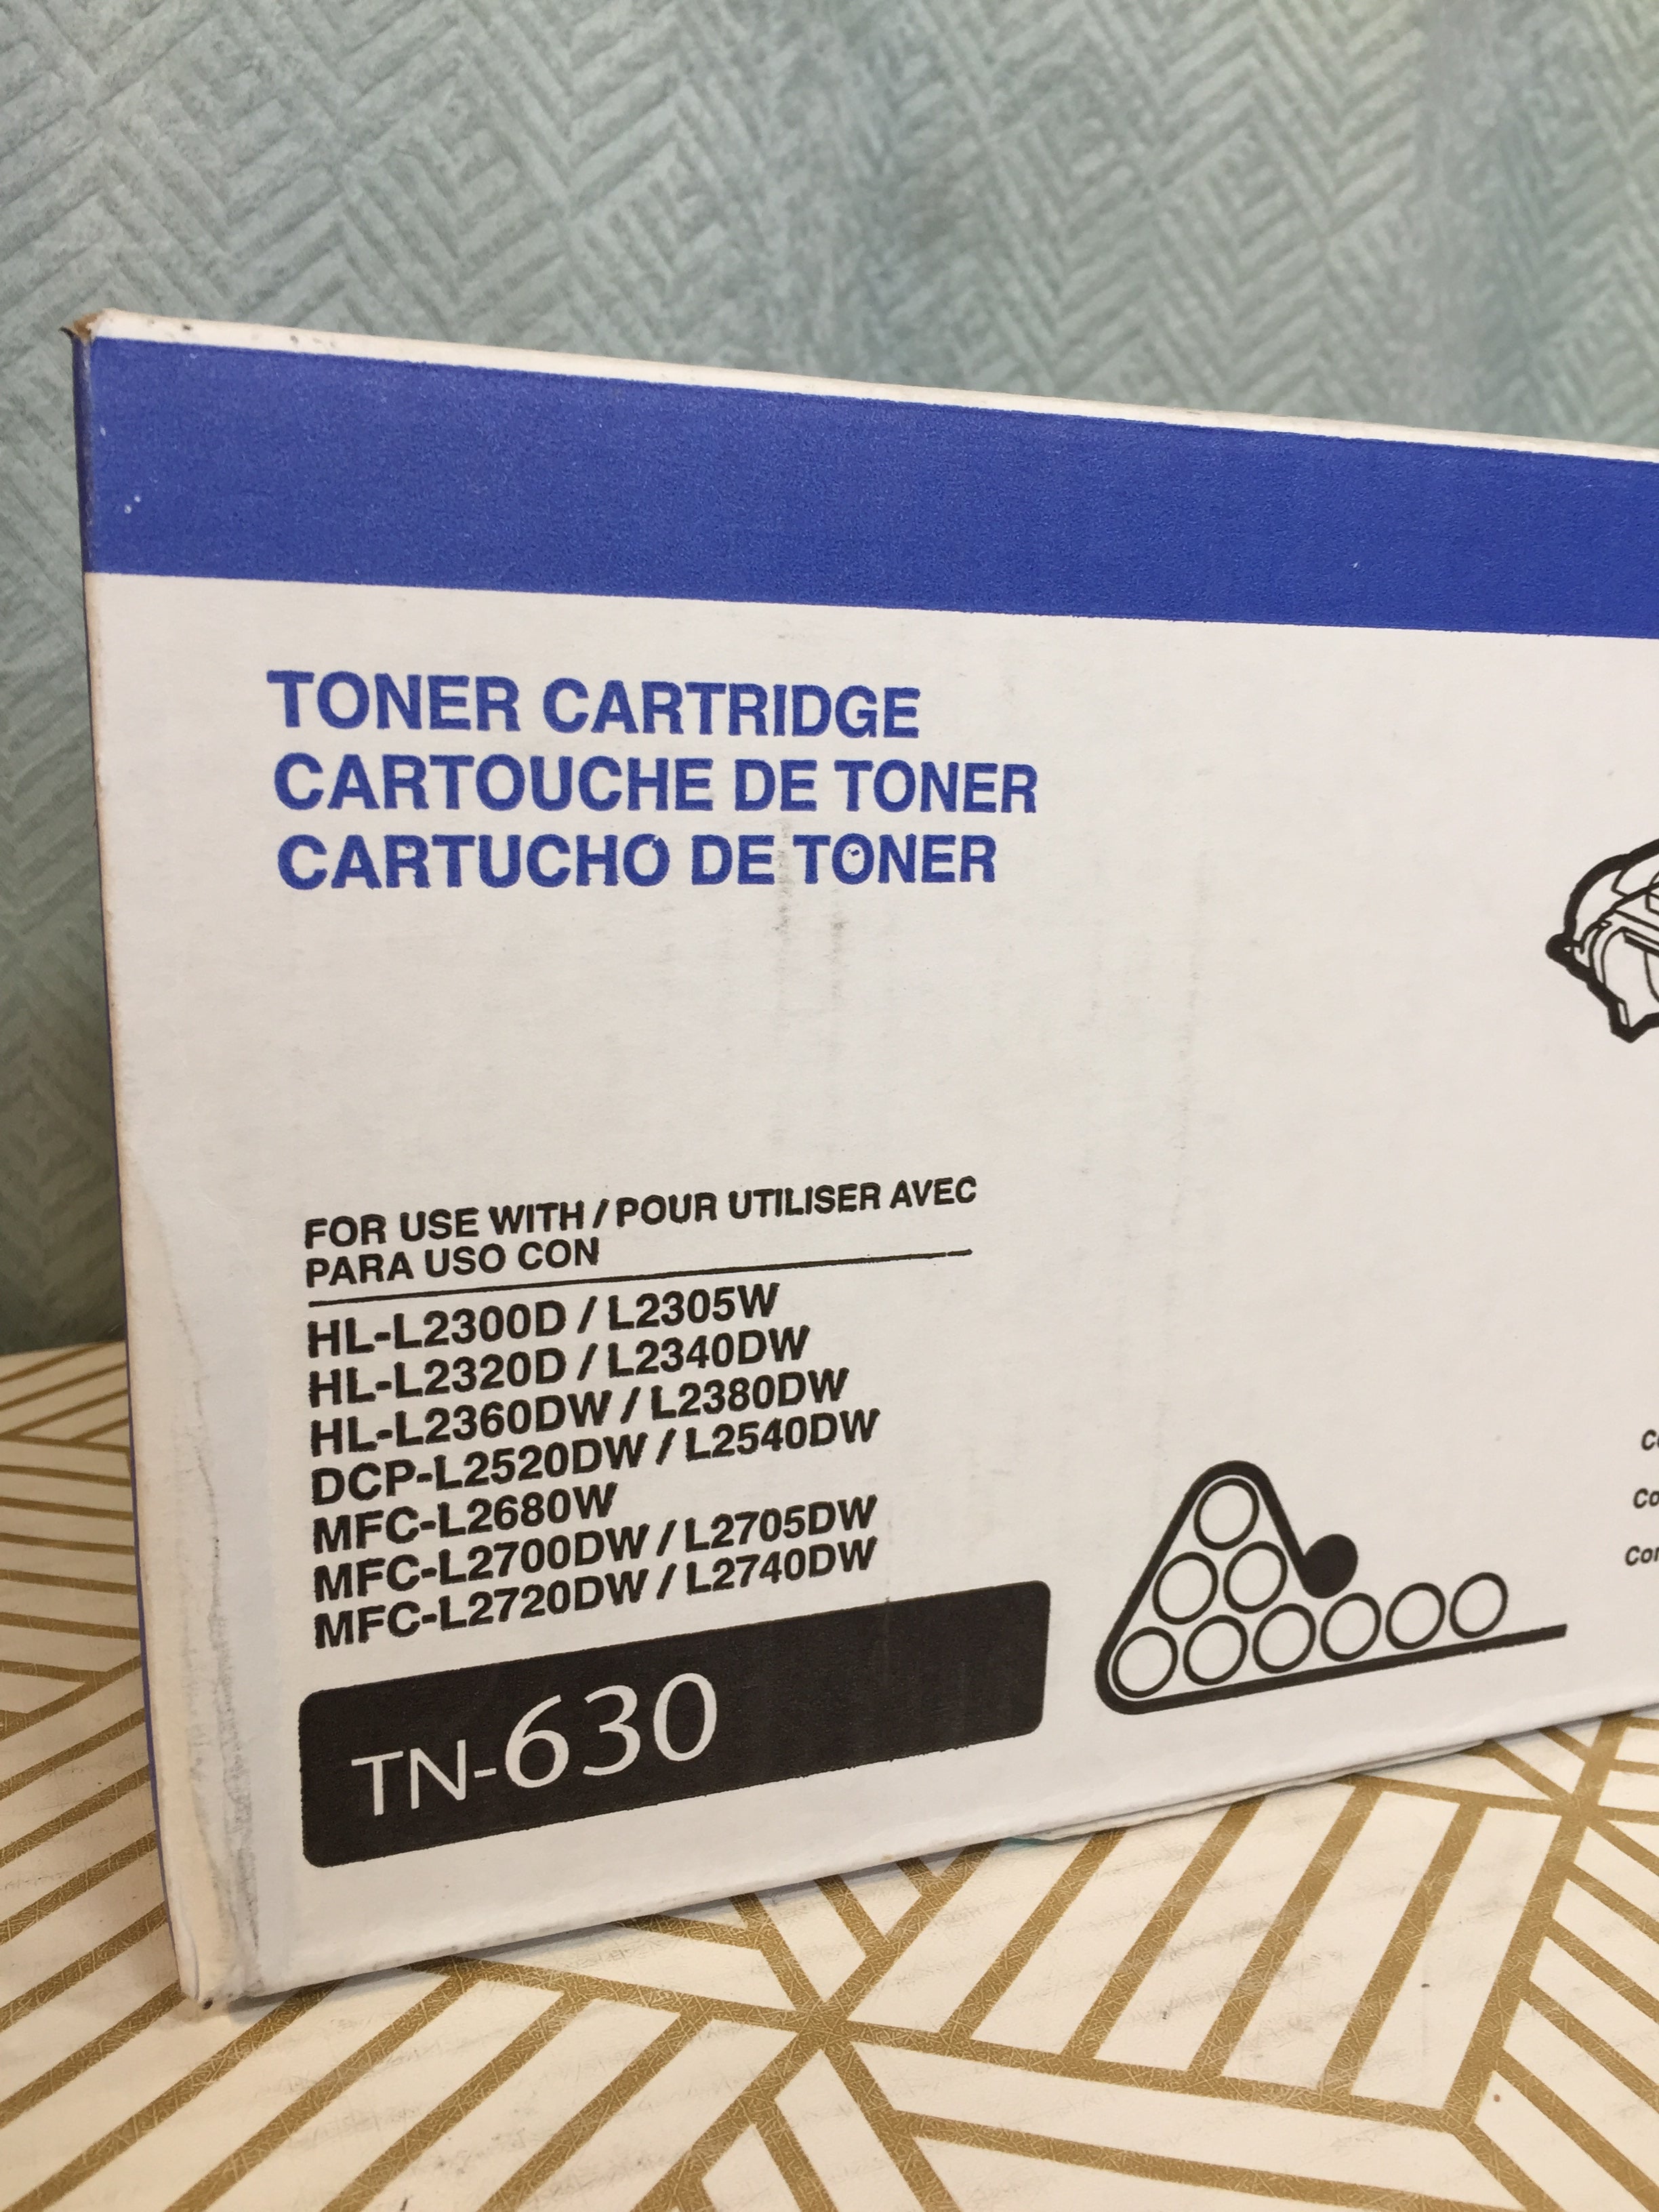 TONER CARTRIDGE
CARTOUCHE DE TONER
CARTUCHO DE TONER
FOR USE WITH / POUR UTILISER AVEC
PARA USO CON
HL-L2300D / L2305W
HL-L2320D / L2340DW
HL-L2360DW / L2380DW
DCP-L2520DW / L2540DW
MFC-L2680W
MFC-L2700DW / L2705DW
MFC-L2720DW / L2740DW
TN-630